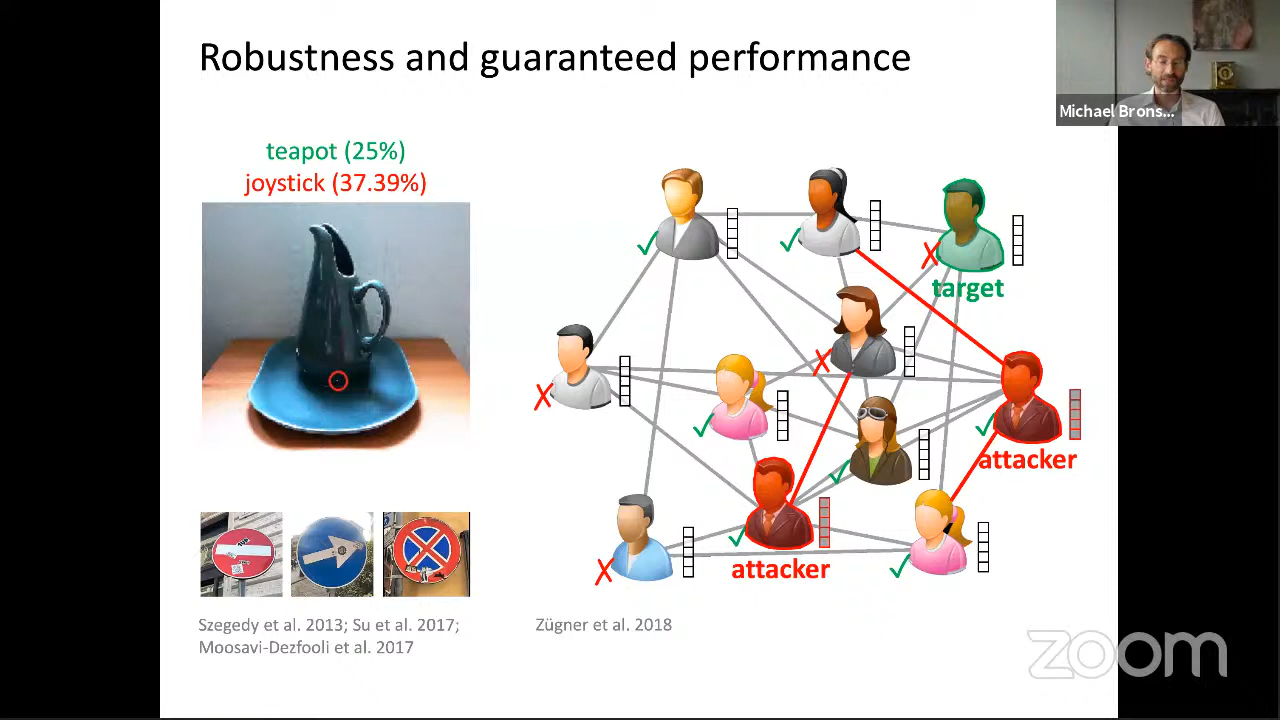 Robustness and guaranteed performance
Michael Brons...
teapot (25%)
joystick (37.39%)
target
attacker
attacker
Szegedy et al. 2013; Su et al. 2017;
Moosavi-Dezfooli et al. 2017
Zügner et al. 2018
zoom